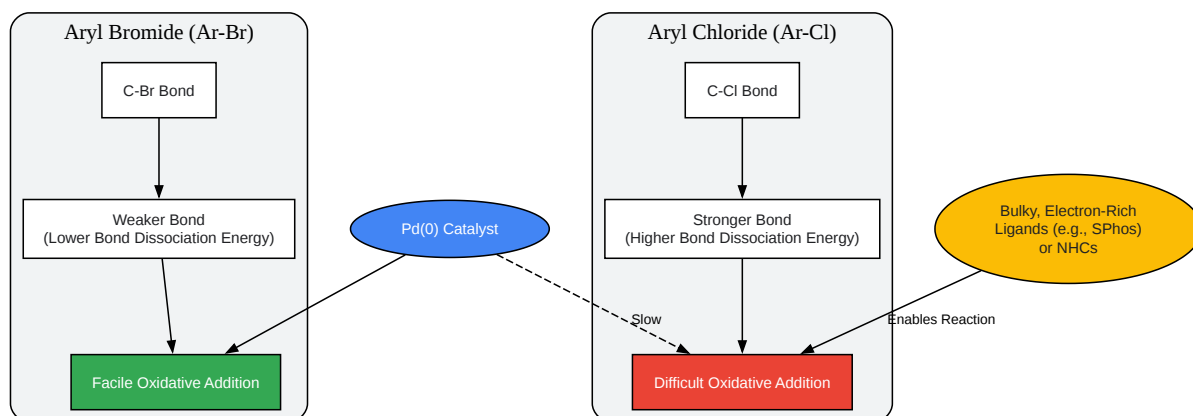 Aryl Bromide (Ar-Br)
C-Br Bond
Weaker Bond
(Lower Bond Dissociation Energy)
Facile Oxidative Addition
Pd(0) Catalyst
Slow
Aryl Chloride (Ar-Cl)
C-Cl Bond
Stronger Bond
(Higher Bond Dissociation Energy)
Difficult Oxidative Addition
Bulky, Electron-Rich
Ligands (e.g., SPhos)
or NHCs
Enables Reaction